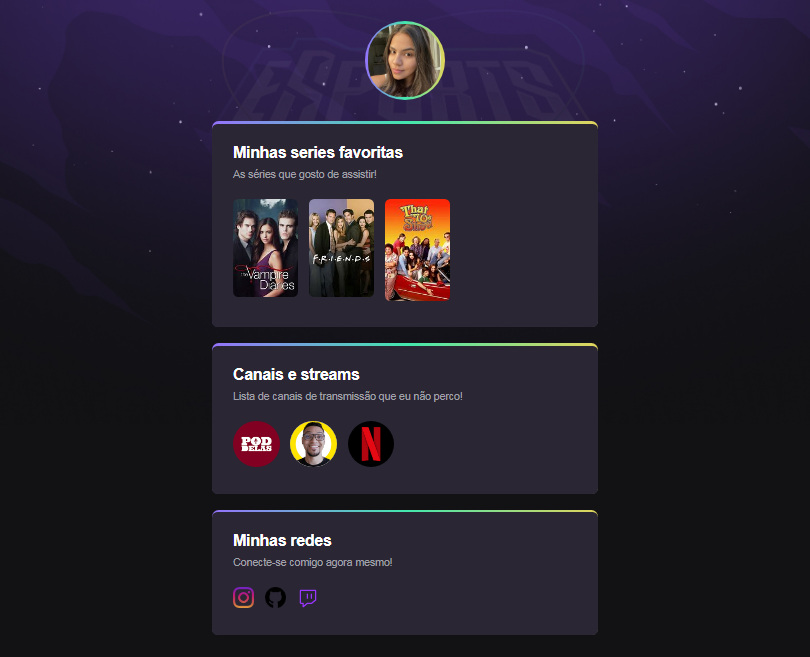 ESPORTS
Minhas series favoritas
As séries que gosto de assistir!
The
Vampire
Diaries
F·R·I·E·N·D·S
That
'70s
Show
Canais e streams
Lista de canais de transmissão que eu não perco!
POD
DELAS
N
Minhas redes
Conecte-se comigo agora mesmo!